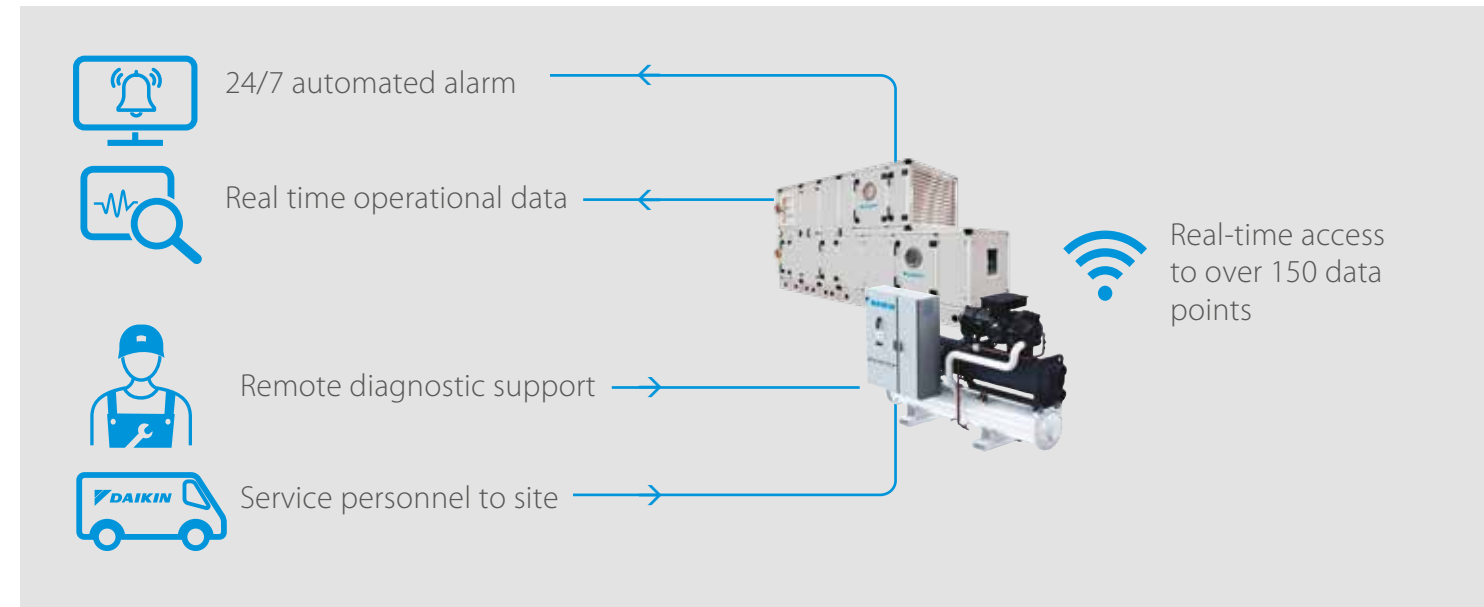 24/7 automated alarm
Real time operational data
Real-time access
to over 150 data
points
Remote diagnostic support
DAIKIN
Service personnel to site